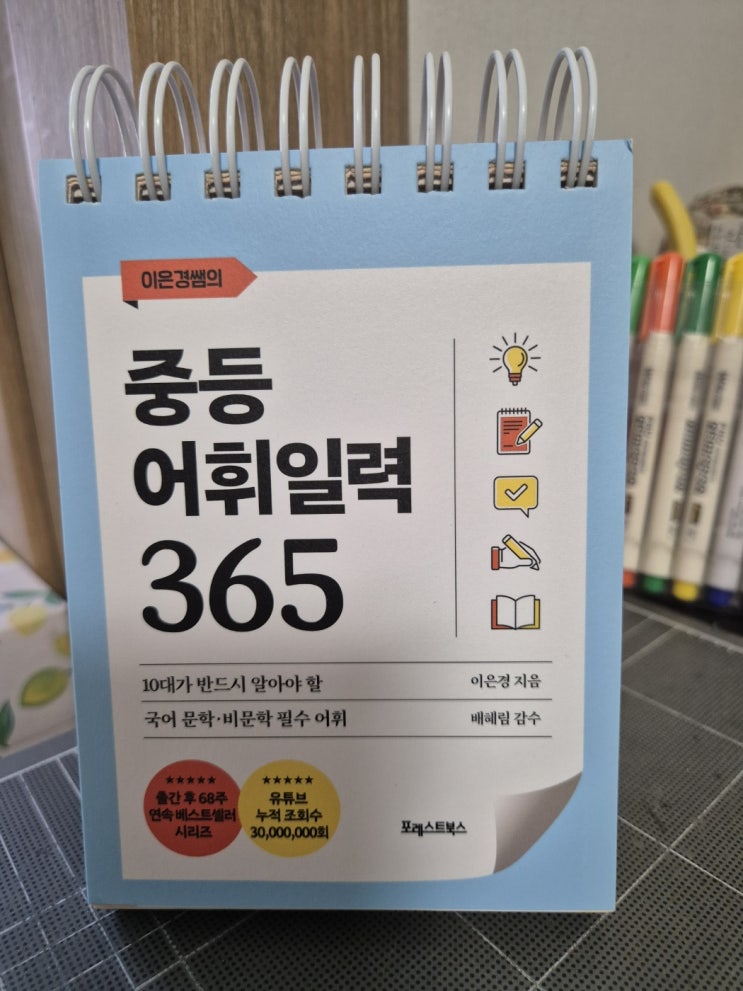 이은경쌤의
중등
어휘일력
365
10대가 반드시 알아야 할
국어 문학·비문학 필수 어휘
이은경 지음
배혜림 감수
★★★★★
출간 후 68주
연속 베스트셀러
시리즈
★★★★★
유튜브
누적 조회수
30,000,000회
포레스트북스